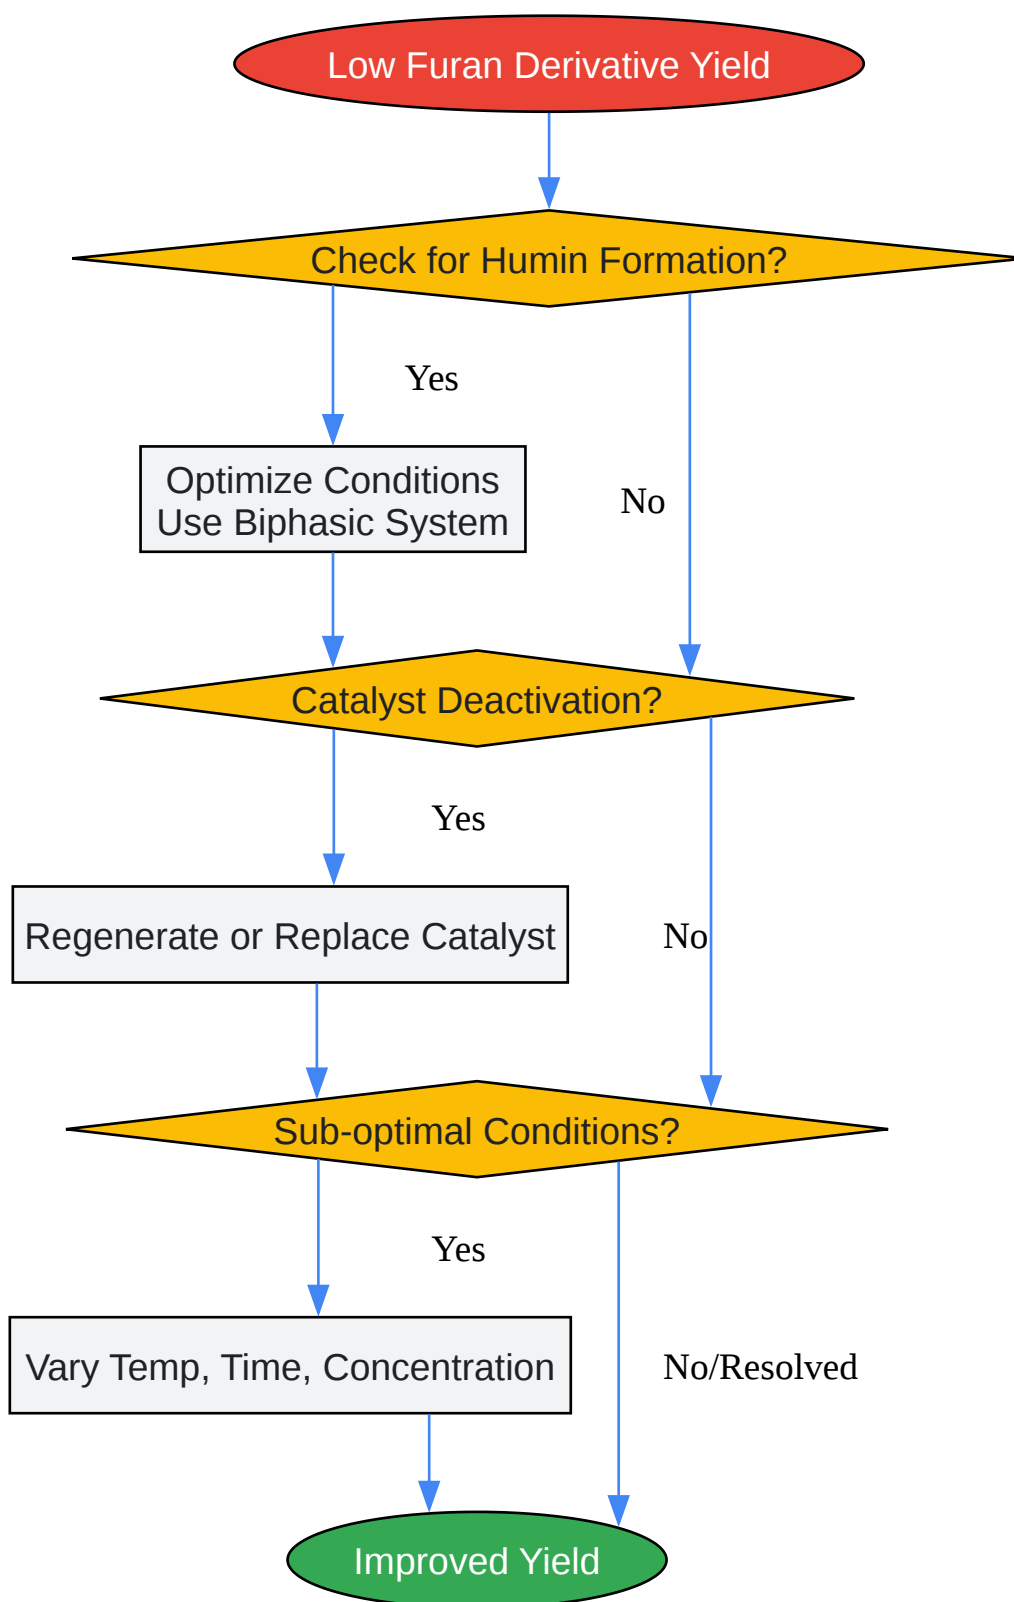 Low Furan Derivative Yield
Check for Humin Formation?
Yes
Optimize Conditions
Use Biphasic System
No
Catalyst Deactivation?
Yes
Regenerate or Replace Catalyst
No
Sub-optimal Conditions?
Yes
Vary Temp, Time, Concentration
No/Resolved
Improved Yield